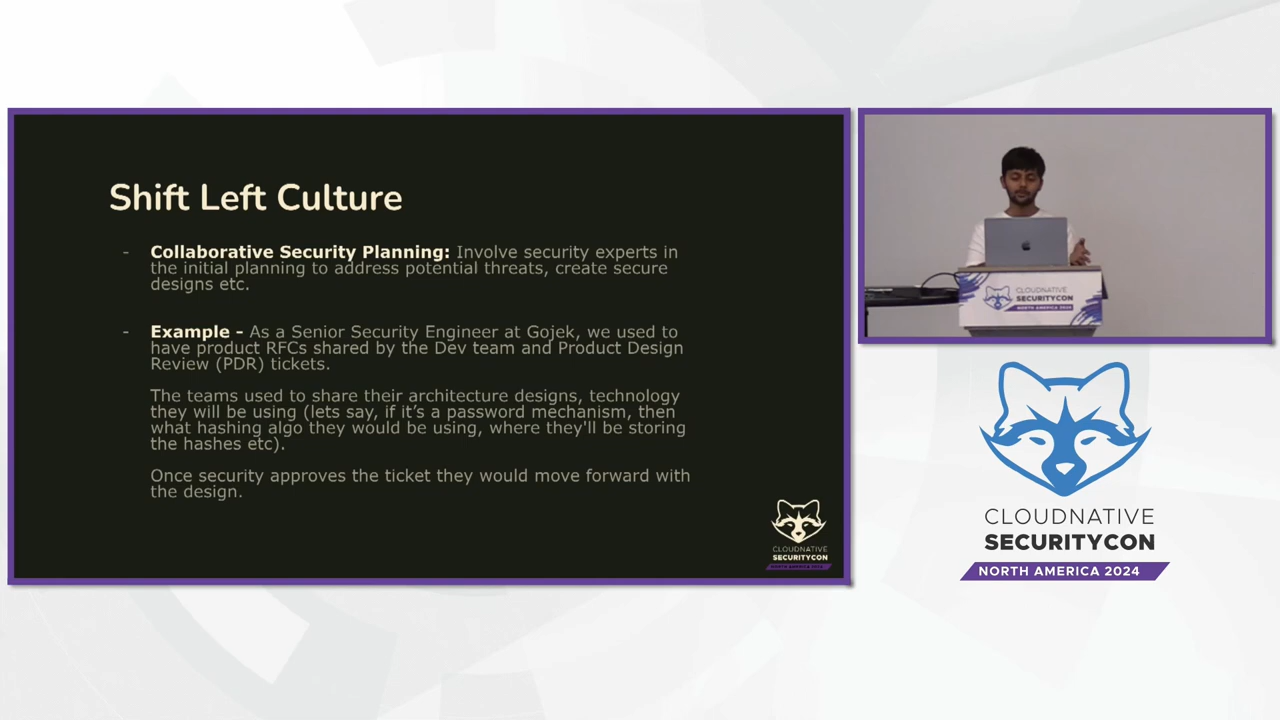 Shift Left Culture
- Collaborative Security Planning: Involve security experts in
the initial planning to address potential threats, create secure
designs etc.
- Example - As a Senior Security Engineer at Gojek, we used to
have product RFCs shared by the Dev team and Product Design
Review (PDR) tickets.
The teams used to share their architecture designs, technology
they will be using (lets say, if it’s a password mechanism, then
what hashing algo they would be using, where they'll be storing
the hashes etc).
Once security approves the ticket they would move forward with
the design.
CLOUDNATIVE
SECURITYCON
NORTH AMERICA 2024
CLOUDNATIVE
SECURITYCON
NORTH AMERICA 2024
CLOUDNATIVE
SECURITYCON
NORTH AMERICA 2024